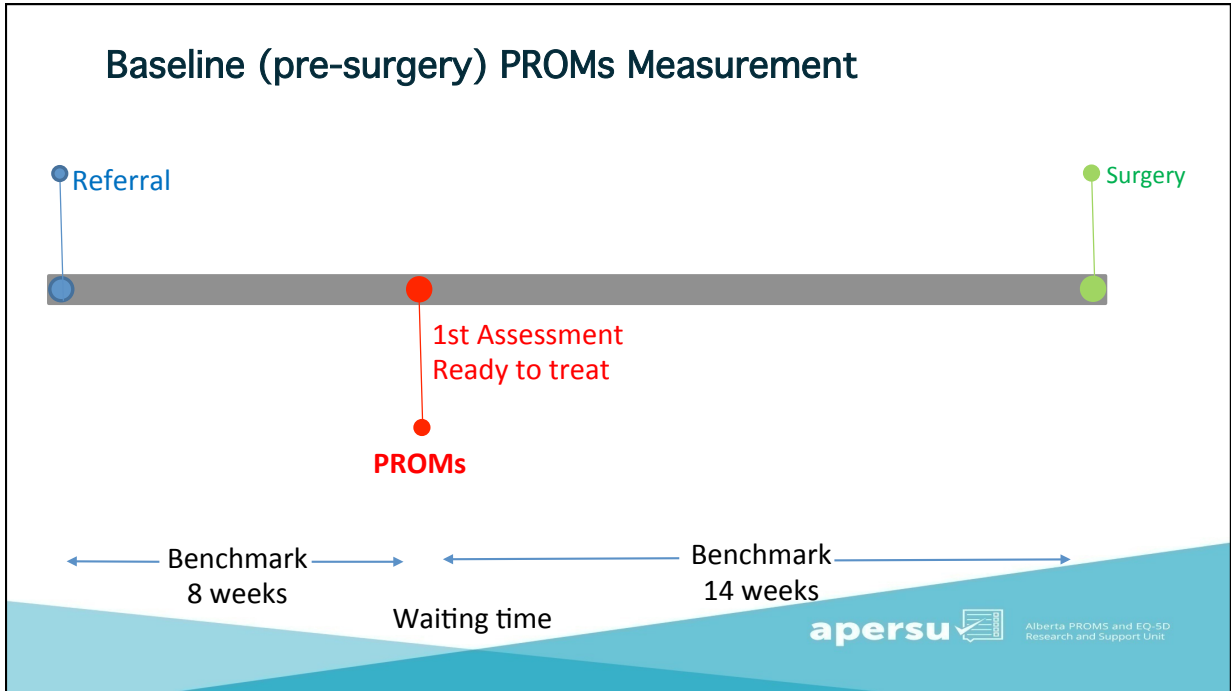 Baseline (pre-surgery) PROMs Measurement
Referral
Surgery
1st Assessment
Ready to treat
PROMs
Benchmark
8 weeks
Benchmark
14 weeks
Waiting time
apersu
Alberta PROMS and EQ-5D
Research and Support Unit